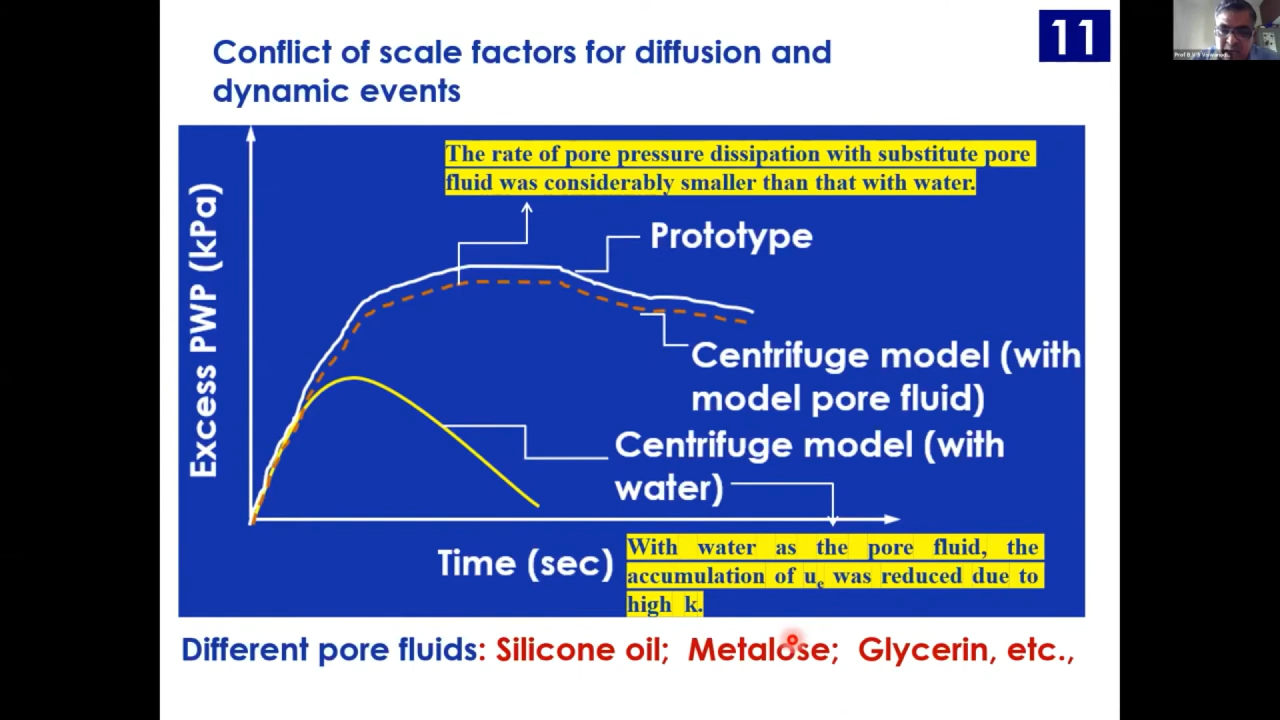 Conflict of scale factors for diffusion and
dynamic events
11
The rate of pore pressure dissipation with substitute pore
fluid was considerably smaller than that with water.
Prototype
Excess PWP (kPa)
Centrifuge model (with
model pore fluid)
Centrifuge model (with
water)
Time (sec)
With water as the pore fluid, the
accumulation of ue was reduced due to
high k.
Different pore fluids: Silicone oil; Metalose; Glycerin, etc.,
Prof B.V.S